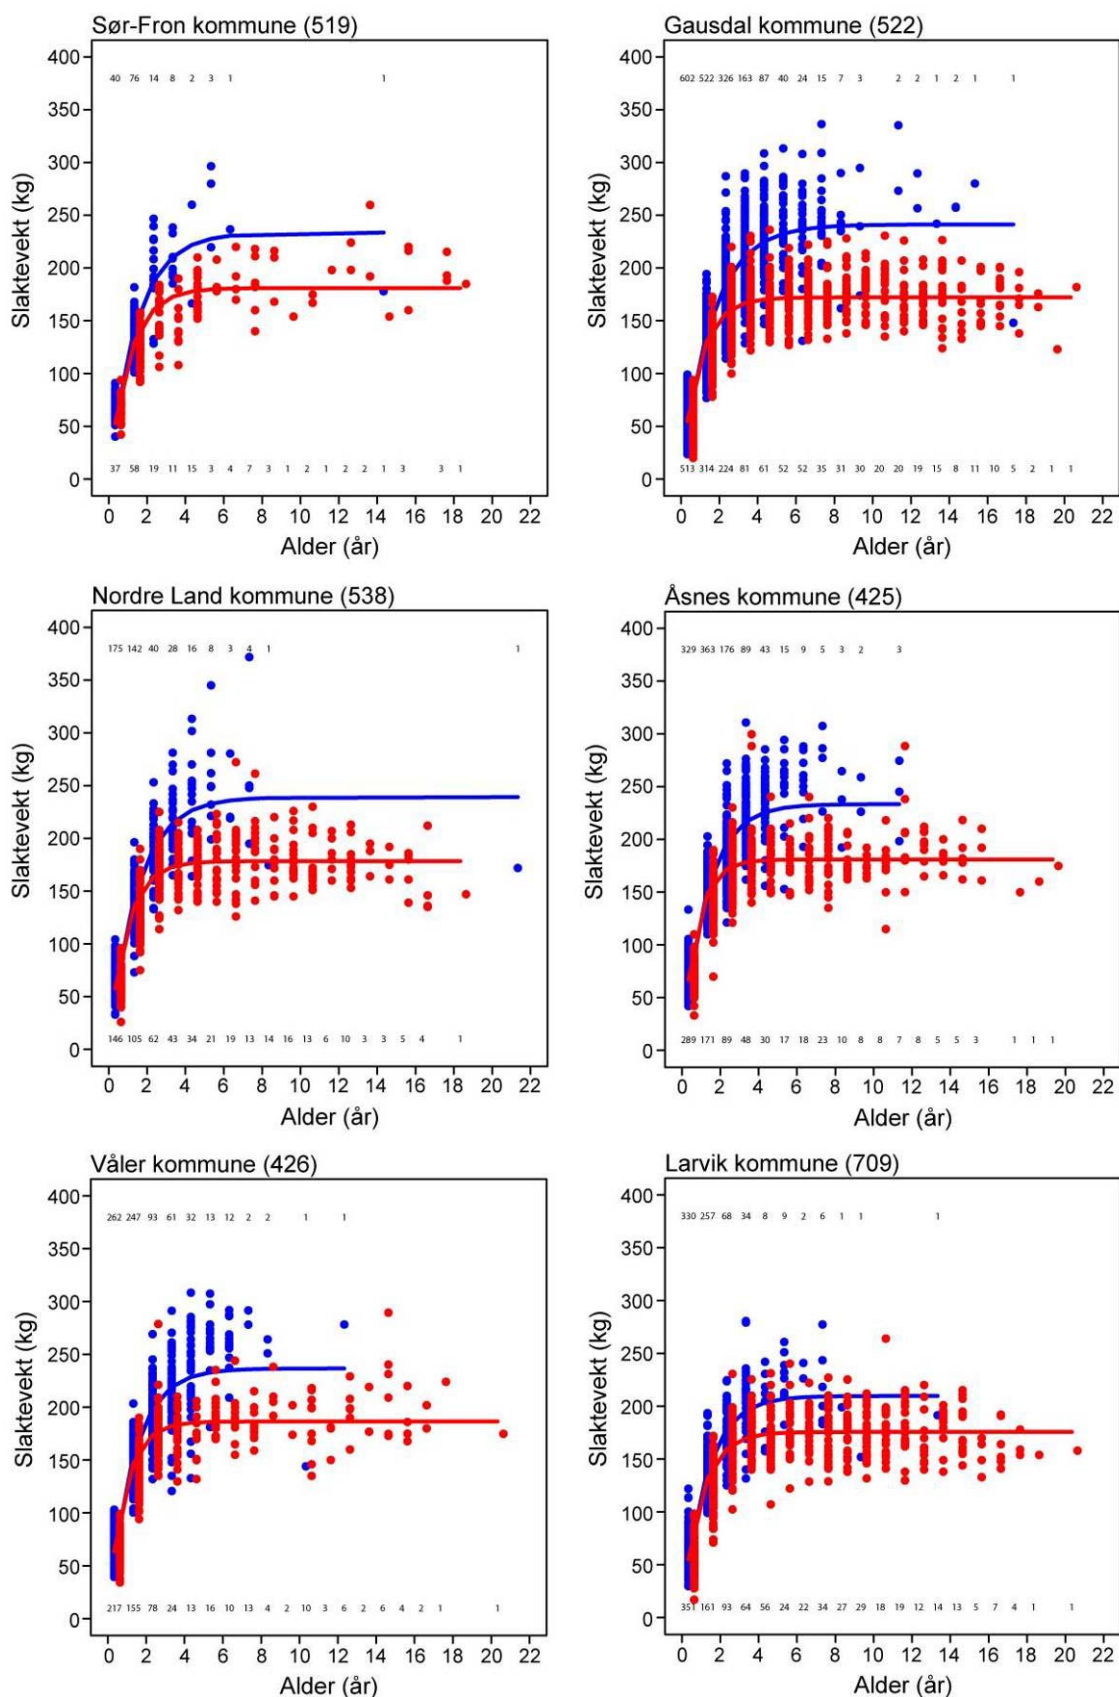 Sør-Fron kommune (519)
400
350
300
250
200
150
100
50
0
Slaktevekt (kg)
40 76 14 8 2 3 1 1
37 58 19 11 15 3 4 7 3 1 2 1 2 2 1 3 3 1
0 2 4 6 8 10 12 14 16 18 20 22
Alder (år)
Gausdal kommune (522)
400
350
300
250
200
150
100
50
0
Slaktevekt (kg)
602 522 326 163 87 40 24 15 7 3 2 2 1 2 1 1
513 314 224 81 61 52 52 35 31 30 20 20 19 15 8 11 10 5 2 1 1
0 2 4 6 8 10 12 14 16 18 20 22
Alder (år)
Nordre Land kommune (538)
400
350
300
250
200
150
100
50
0
Slaktevekt (kg)
175 142 40 28 16 8 3 4 1 1
146 105 62 43 34 21 19 13 14 16 13 6 10 3 3 5 4 1
0 2 4 6 8 10 12 14 16 18 20 22
Alder (år)
Åsnes kommune (425)
400
350
300
250
200
150
100
50
0
Slaktevekt (kg)
329 363 176 89 43 15 9 5 3 2 3
289 171 89 48 30 17 18 23 10 8 8 7 8 5 5 3 1 1 1
0 2 4 6 8 10 12 14 16 18 20 22
Alder (år)
Våler kommune (426)
400
350
300
250
200
150
100
50
0
Slaktevekt (kg)
262 247 93 61 32 13 12 2 2 1 1
217 155 78 24 13 16 10 13 4 2 10 3 6 2 6 4 2 1 1
0 2 4 6 8 10 12 14 16 18 20 22
Alder (år)
Larvik kommune (709)
400
350
300
250
200
150
100
50
0
Slaktevekt (kg)
330 257 68 34 8 9 2 6 1 1 1
351 161 93 64 56 24 22 34 27 29 18 19 12 14 13 5 7 4 1 1
0 2 4 6 8 10 12 14 16 18 20 22
Alder (år)